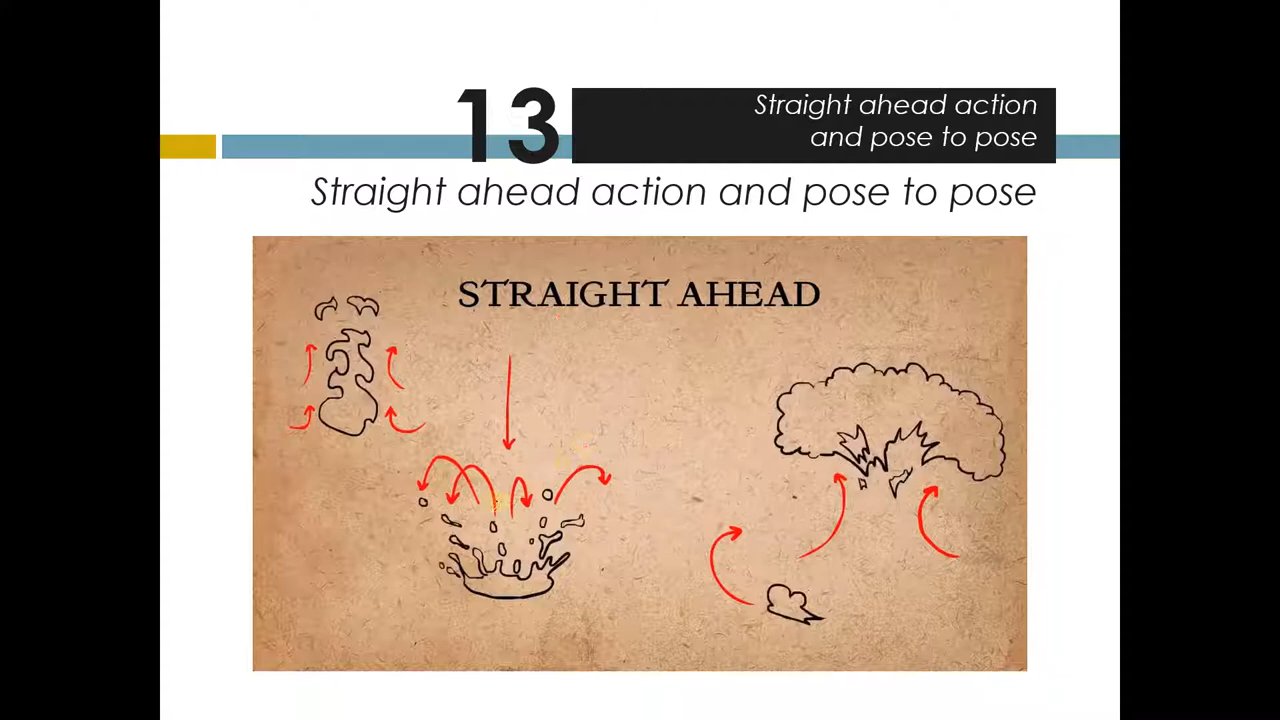 13
Straight ahead action
and pose to pose
Straight ahead action and pose to pose
STRAIGHT AHEAD